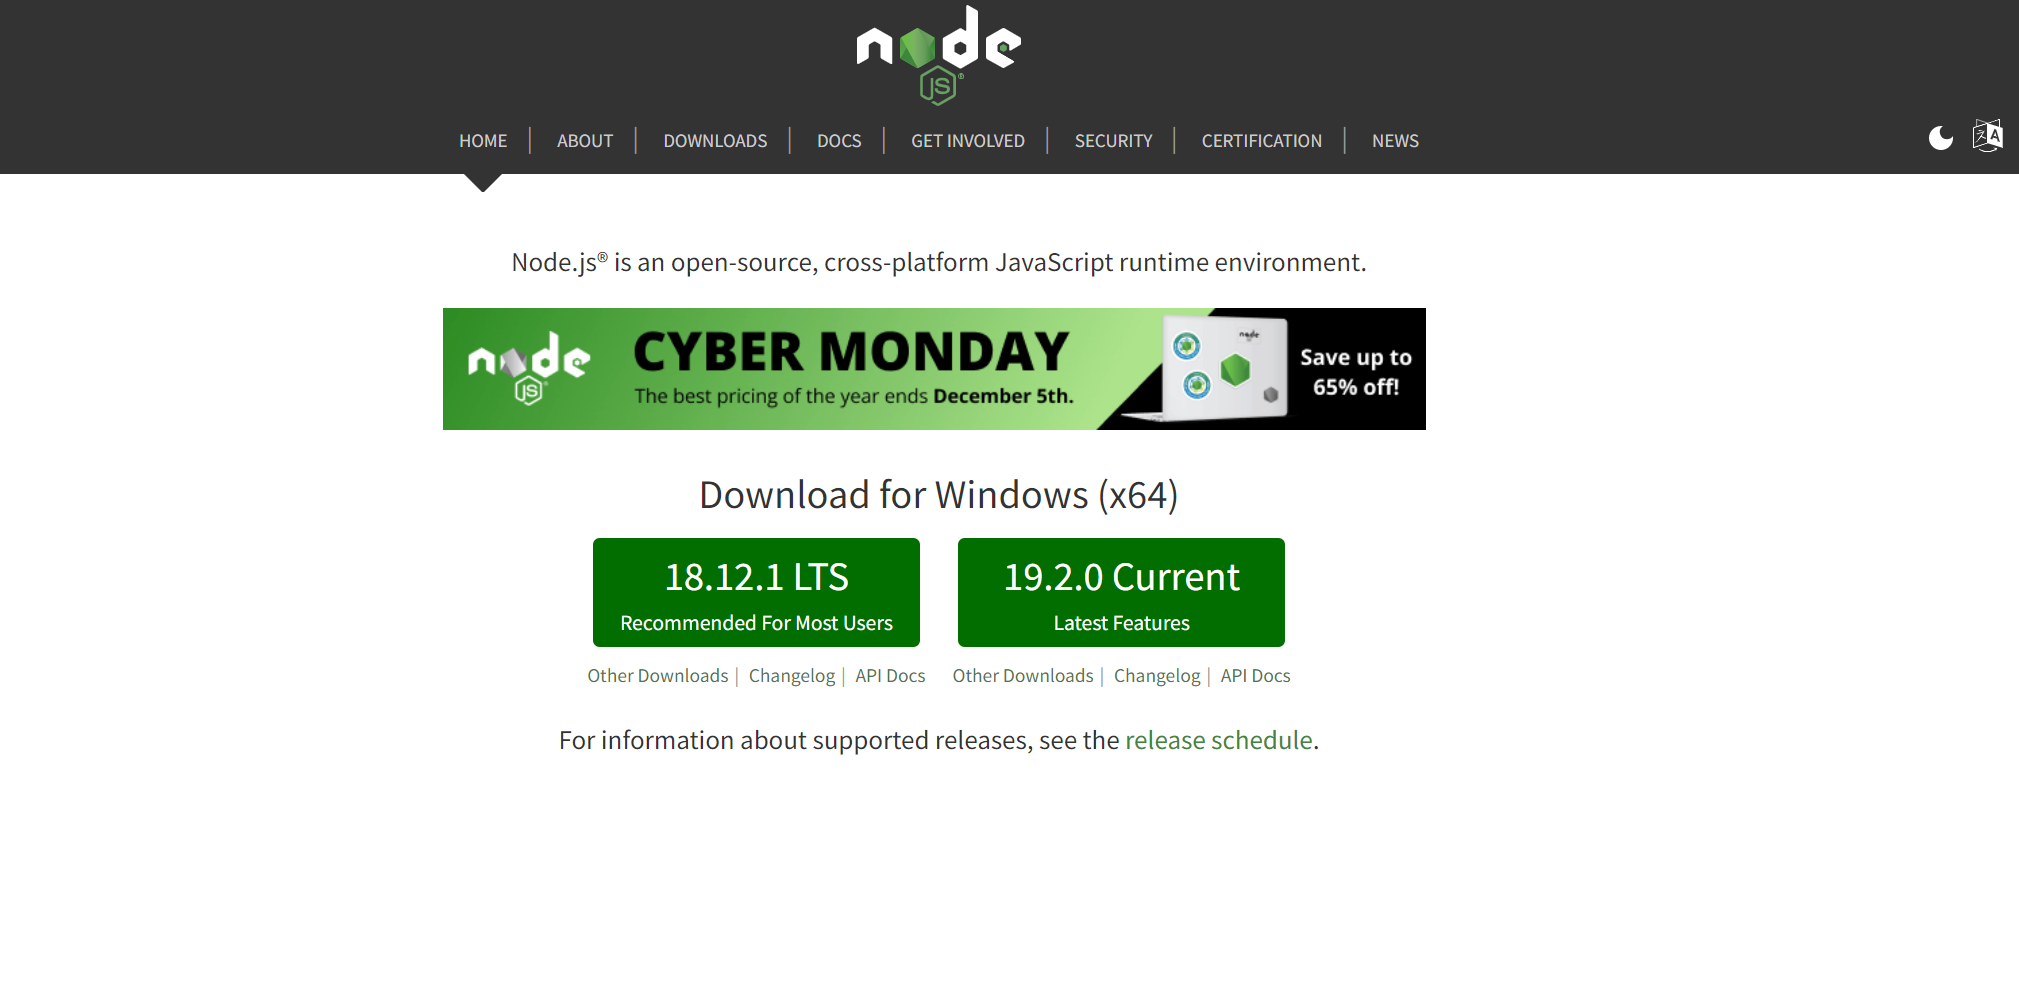 node
JS®
HOME | ABOUT | DOWNLOADS | DOCS | GET INVOLVED | SECURITY | CERTIFICATION | NEWS
Node.js® is an open-source, cross-platform JavaScript runtime environment.
node
JS
CYBER MONDAY
The best pricing of the year ends December 5th.
node
Save up to
65% off!
Download for Windows (x64)
18.12.1 LTS
Recommended For Most Users
Other Downloads | Changelog | API Docs
19.2.0 Current
Latest Features
Other Downloads | Changelog | API Docs
For information about supported releases, see the release schedule.